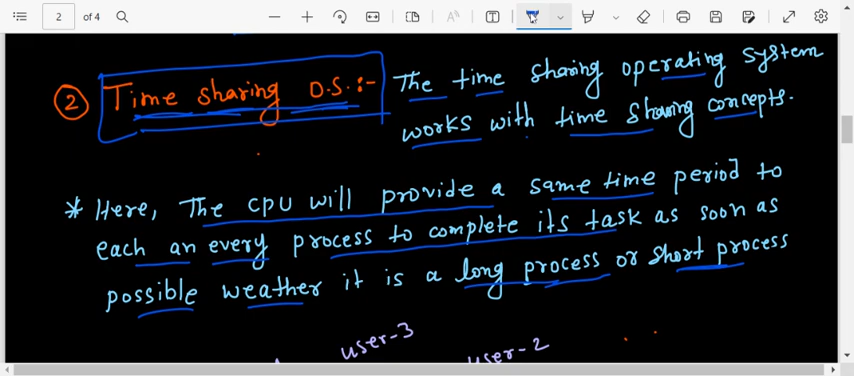 2 of 4
② Time sharing O.S. :- The time sharing operating system
works with time sharing concepts.
* Here, The CPU will provide a same time period to
each an every process to complete its task as soon as
possible weather it is a long process or short process
user-3
user-2